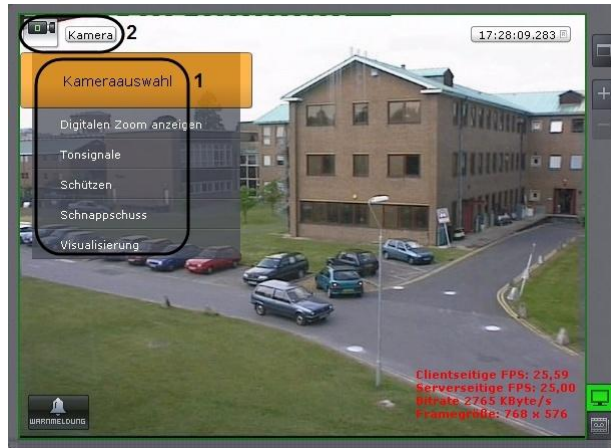 Kamera 2
17:28:09.283
Kameraauswahl 1
Digitalen Zoom anzeigen
Tonsignale
Schützen
Schnappschuss
Visualisierung
Clientseitige FPS: 25,59
Serverseitige FPS: 25,00
Bitrate 2765 KByte/s
Framegröße: 768 x 576
WARNMELDUNG